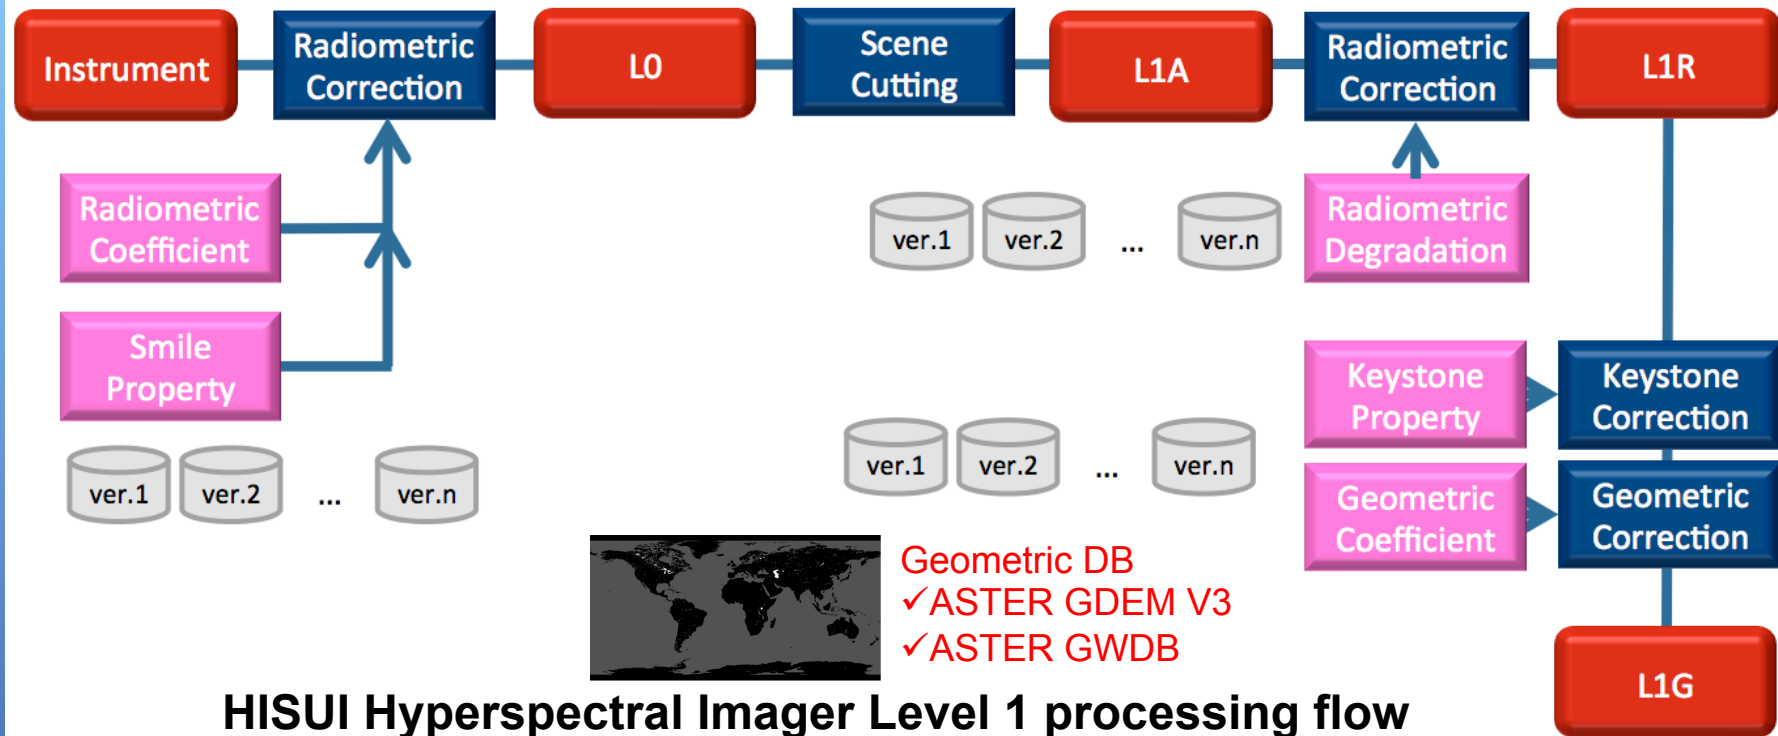 Instrument
Radiometric
Correction
L0
Scene
Cutting
L1A
Radiometric
Correction
L1R
Radiometric
Coefficient
Smile
Property
ver.1 ver.2 ... ver.n
ver.1 ver.2 ... ver.n
Radiometric
Degradation
ver.1 ver.2 ... ver.n
Keystone
Property
Keystone
Correction
Geometric
Coefficient
Geometric
Correction
Geometric DB
✓ASTER GDEM V3
✓ASTER GWDB
L1G
HISUI Hyperspectral Imager Level 1 processing flow